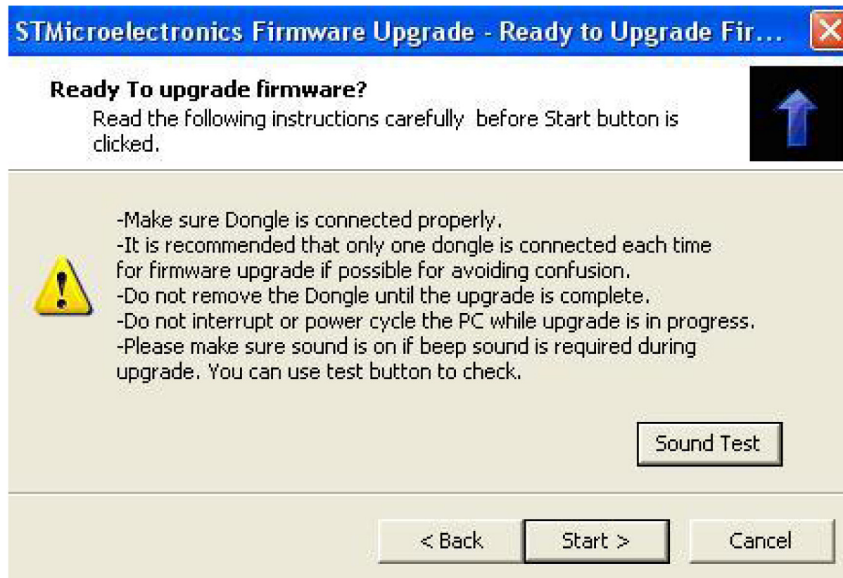 STMicroelectronics Firmware Upgrade - Ready to Upgrade Fir...
Ready To upgrade firmware?
Read the following instructions carefully before Start button is
clicked.
-Make sure Dongle is connected properly.
-It is recommended that only one dongle is connected each time
for firmware upgrade if possible for avoiding confusion.
-Do not remove the Dongle until the upgrade is complete.
-Do not interrupt or power cycle the PC while upgrade is in progress.
-Please make sure sound is on if beep sound is required during
upgrade. You can use test button to check.
Sound Test
< Back Start > Cancel